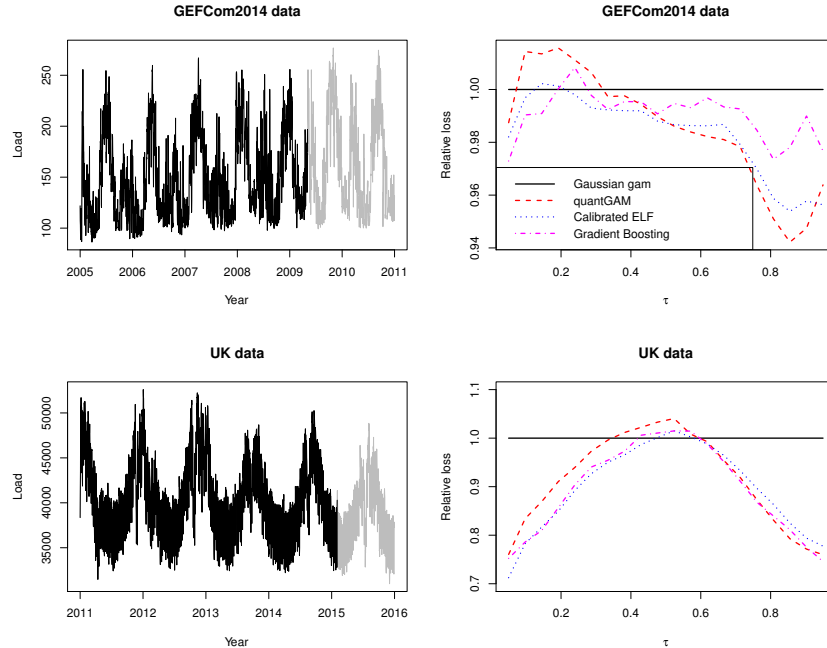 GEFCom2014 data
Load
100
150
200
250
2005
2006
2007
2008
2009
2010
2011
Year
GEFCom2014 data
Relative loss
0.94
0.96
0.98
1.00
Gaussian gam
quantGAM
Calibrated ELF
Gradient Boosting
0.2
0.4
0.6
0.8
τ
UK data
Load
35000
40000
45000
50000
2011
2012
2013
2014
2015
2016
Year
UK data
Relative loss
0.7
0.8
0.9
1.0
1.1
0.2
0.4
0.6
0.8
τ